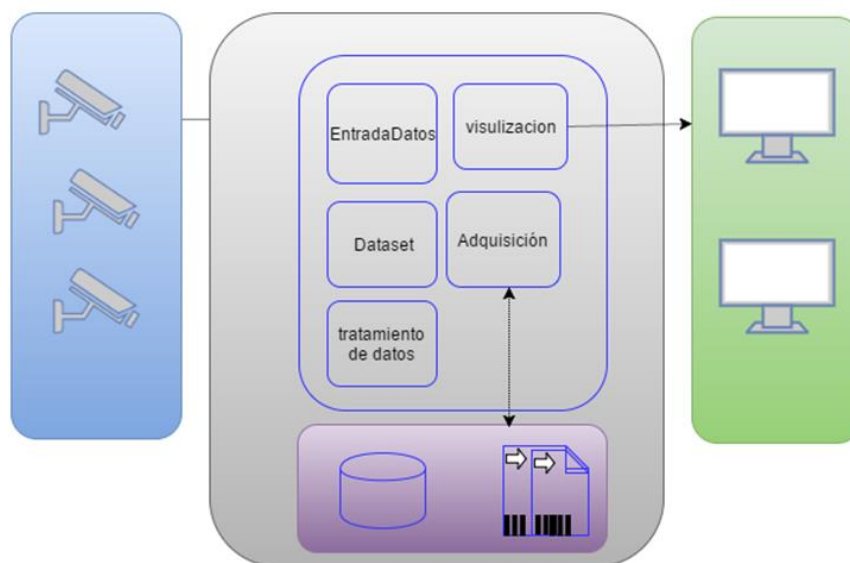 EntradaDatos
visulizacion
Dataset
Adquisición
tratamiento
de datos